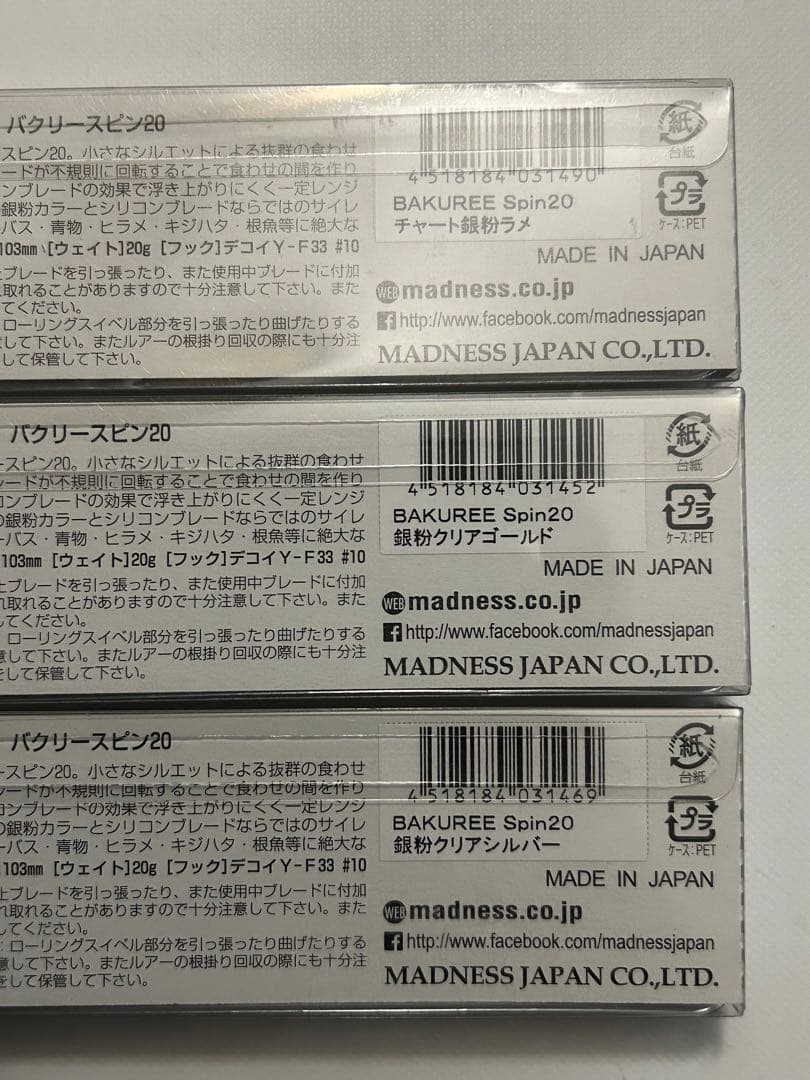 バクリースピン20
スピン20。小さなシルエットによる抜群の食わせ
ードが不規則に回転することで食わせの間を作り
ンブレードの効果で浮き上がりにくく一定レンジ
銀粉カラーとシリコンブレードならではのサイレ
バス・青物・ヒラメ・キジハタ・根魚等に絶大な
103mm [ウェイト]20g [フック]デコイY-F33 #10
ブレードを引っ張ったり、また使用中ブレードに付加
取れることがありますので十分注意して下さい。また
てください。
ローリングスイベル部分を引っ張ったり曲げたりする
意して下さい。またルアーの根掛り回収の際にも十分注
して保管して下さい。
4 518184 031490
BAKUREE Spin20
チャート銀粉ラメ
紙
台紙
プラ
ケース:PET
MADE IN JAPAN
WEB madness.co.jp
f http://www.facebook.com/madnessjapan
MADNESS JAPAN CO.,LTD.
バクリースピン20
ースピン20。小さなシルエットによる抜群の食わせ
レードが不規則に回転することで食わせの間を作り
コンブレードの効果で浮き上がりにくく一定レンジ
の銀粉カラーとシリコンブレードならではのサイレ
ーバス・青物・ヒラメ・キジハタ・根魚等に絶大な
103mm [ウェイト]20g [フック]デコイY-F33 #10
ブレードを引っ張ったり、また使用中ブレードに付加
れ取れることがありますので十分注意して下さい。また
してください。
:ローリングスイベル部分を引っ張ったり曲げたりする
意して下さい。またルアーの根掛り回収の際にも十分注
をして保管して下さい。
4 518184 031452
BAKUREE Spin20
銀粉クリアゴールド
紙
台紙
プラ
ケース:PET
MADE IN JAPAN
WEB madness.co.jp
f http://www.facebook.com/madnessjapan
MADNESS JAPAN CO.,LTD.
バクリースピン20
ースピン20。小さなシルエットによる抜群の食わせ
レードが不規則に回転することで食わせの間を作り
コンブレードの効果で浮き上がりにくく一定レンジ
の銀粉カラーとシリコンブレードならではのサイレ
ーバス・青物・ヒラメ・キジハタ・根魚等に絶大な
103mm [ウェイト]20g [フック]デコイY-F33 #10
ブレードを引っ張ったり、また使用中ブレードに付加
れ取れることがありますので十分注意して下さい。また
してください。
:ローリングスイベル部分を引っ張ったり曲げたりする
意して下さい。またルアーの根掛り回収の際にも十分注
をして保管して下さい。
4 518184 031469
BAKUREE Spin20
銀粉クリアシルバー
紙
台紙
プラ
ケース:PET
MADE IN JAPAN
WEB madness.co.jp
f http://www.facebook.com/madnessjapan
MADNESS JAPAN CO.,LTD.